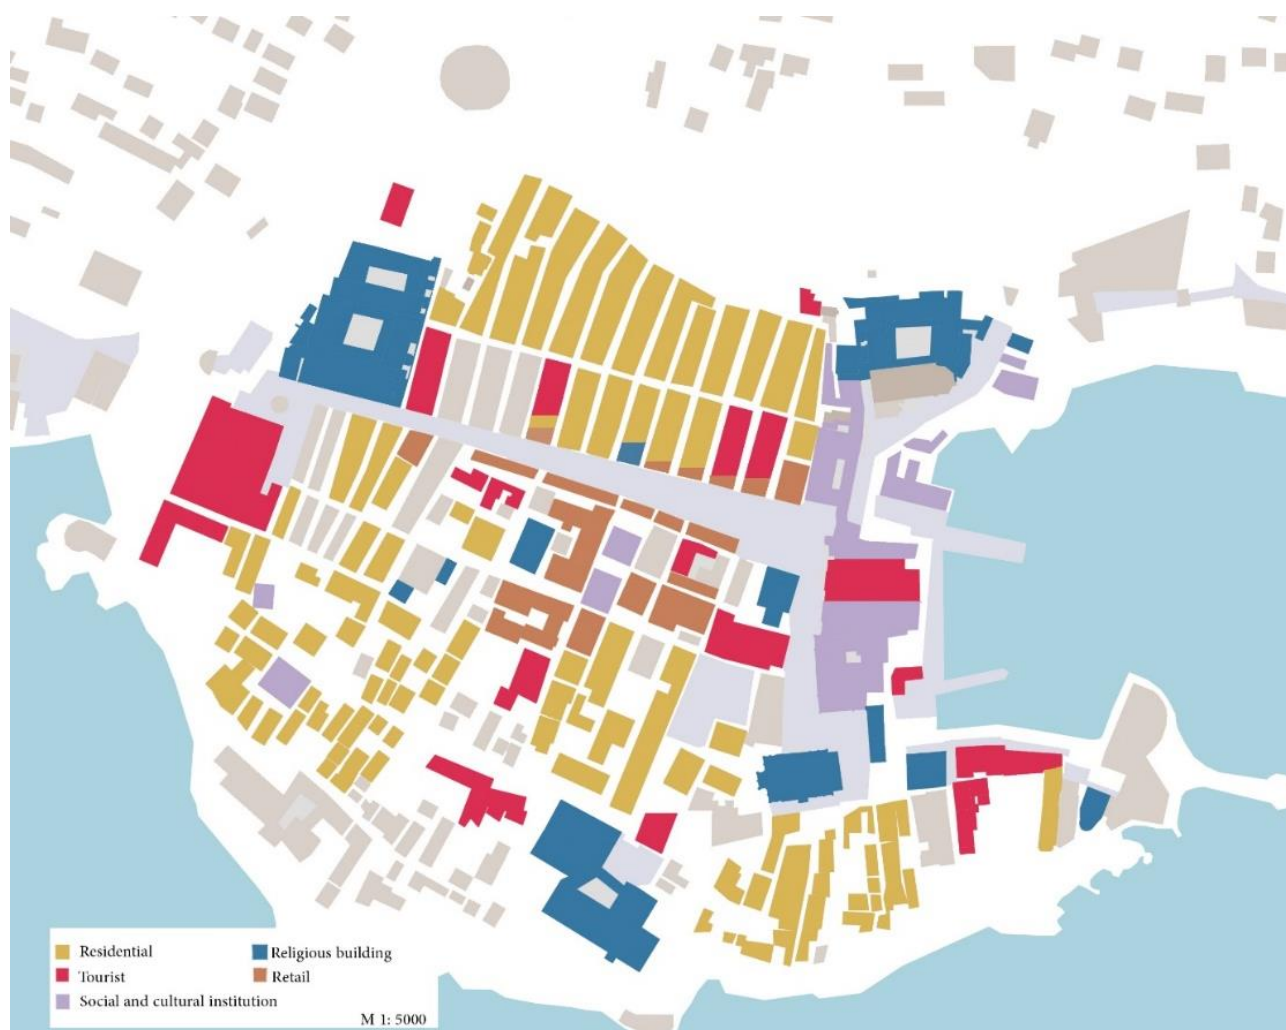 Residential
Religious building
Tourist
Retail
Social and cultural institution
M 1: 5000